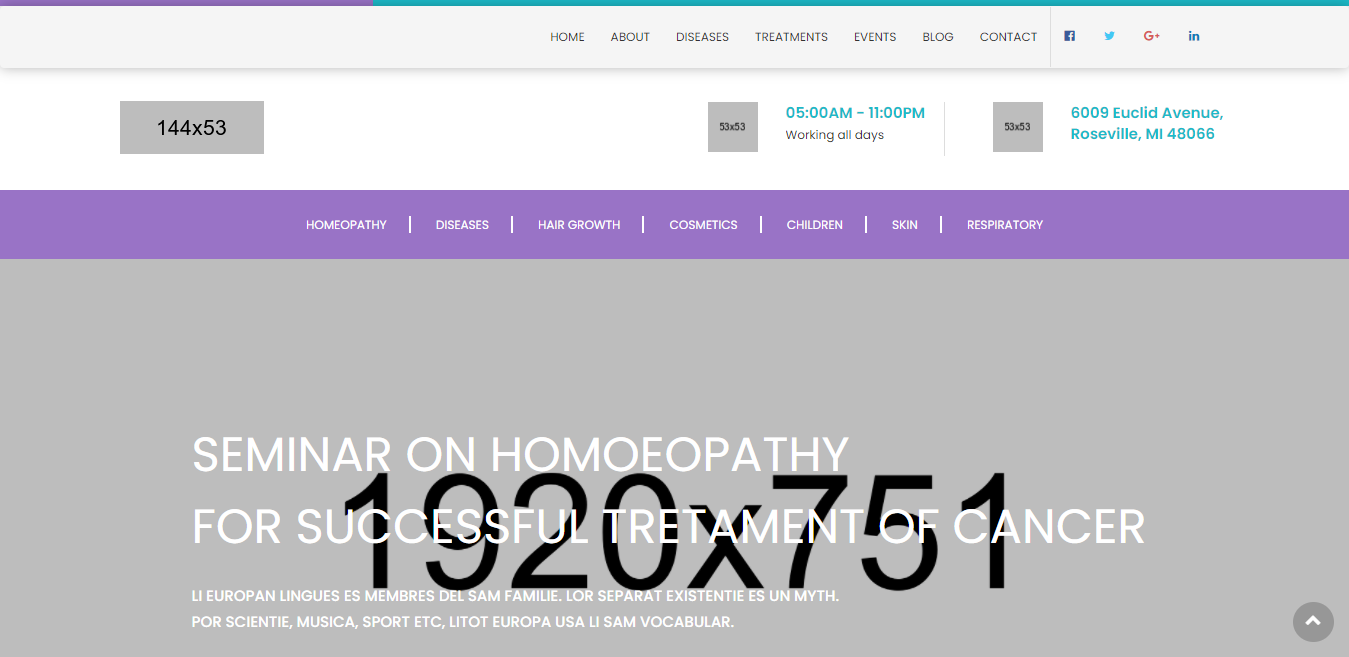 HOME ABOUT DISEASES TREATMENTS EVENTS BLOG CONTACT
144x53
53x53
05:00AM - 11:00PM
Working all days
53x53
6009 Euclid Avenue,
Roseville, MI 48066
HOMEOPATHY DISEASES HAIR GROWTH COSMETICS CHILDREN SKIN RESPIRATORY
SEMINAR ON HOMOEOPATHY
1920x751
FOR SUCCESSFUL TRETAMENT OF CANCER
LI EUROPAN LINGUES ES MEMBRES DEL SAM FAMILIE. LOR SEPARAT EXISTENTIE ES UN MYTH.
POR SCIENTIE, MUSICA, SPORT ETC, LITOT EUROPA USA LI SAM VOCABULAR.